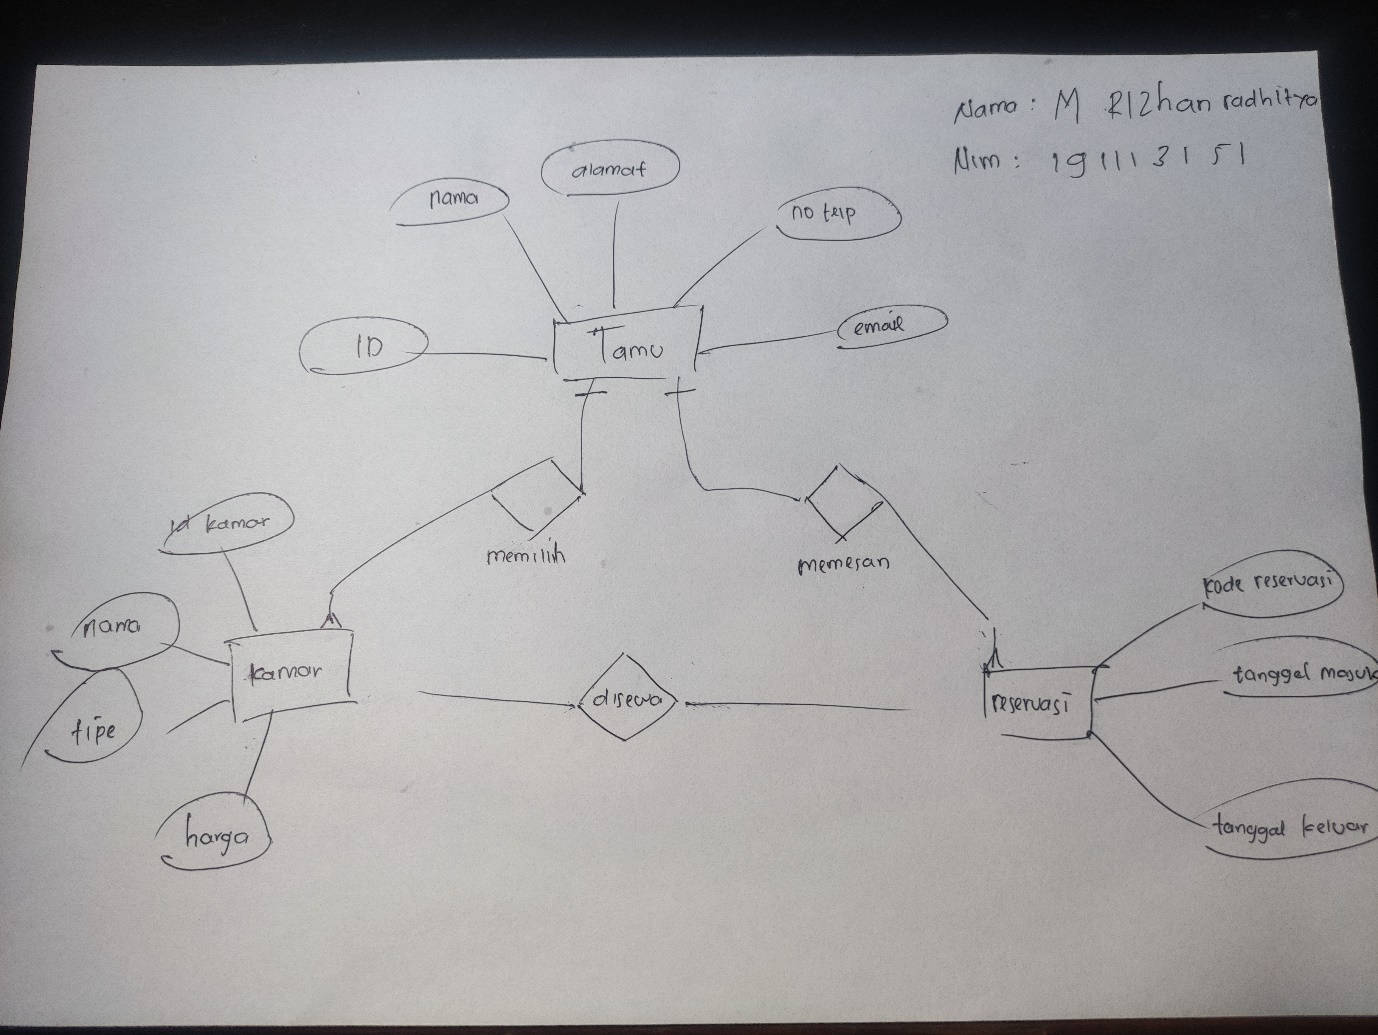 Nama : M RIZhan radhitya
Nim : 191113151
alamat
nama
no telp
ID
Tamu
email
id kamar
memilih
memesan
kode reservasi
nama
kamar
disewa
reservasi
tanggal masuk
tipe
harga
tanggal keluar